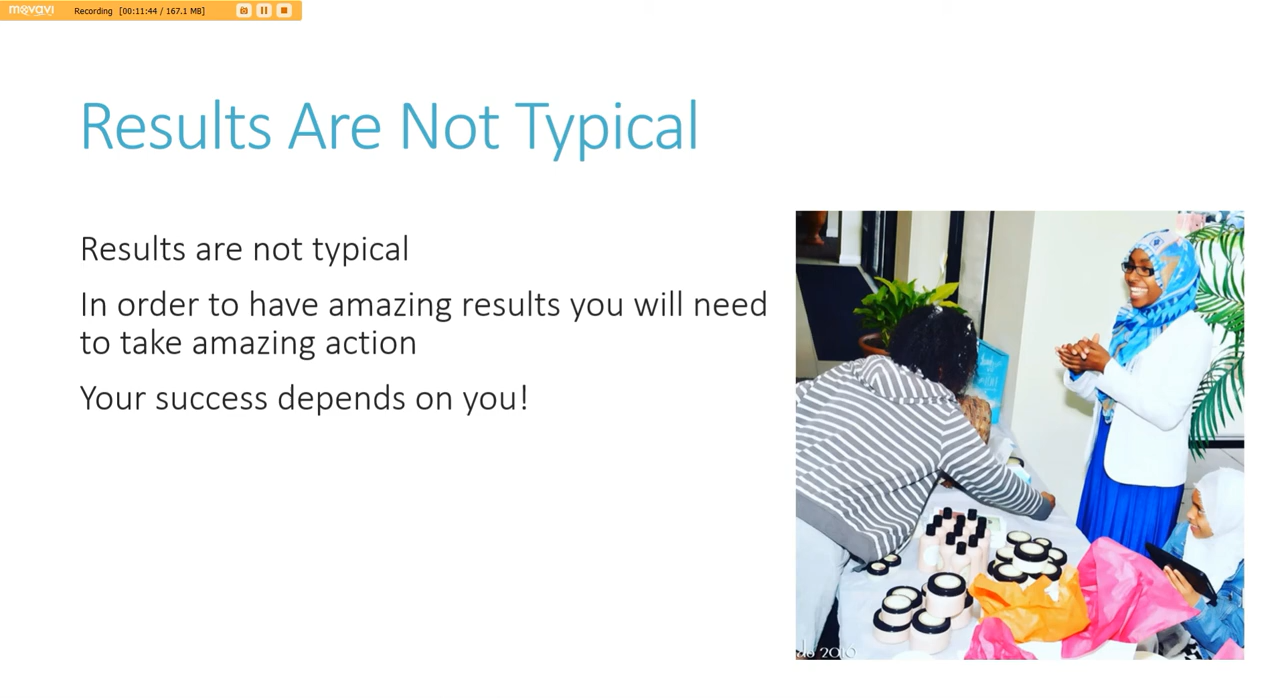 movavi Recording [00:11:44 / 167.1 MB]
Results Are Not Typical
Results are not typical
In order to have amazing results you will need
to take amazing action
Your success depends on you!